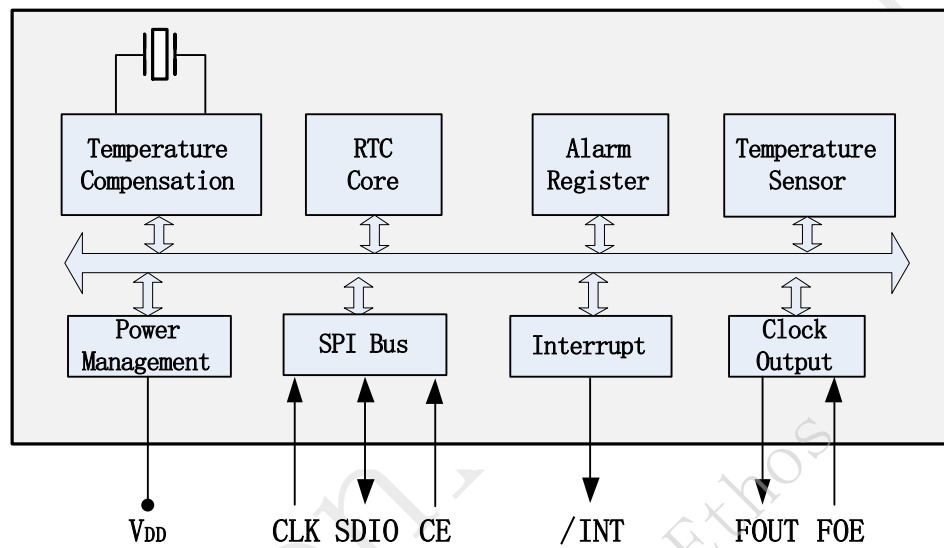 Temperature
Compensation
RTC
Core
Alarm
Register
Temperature
Sensor
Power
Management
SPI Bus
Interrupt
Clock
Output
VDD
CLK SDIO CE
/INT
FOUT FOE
Ethos